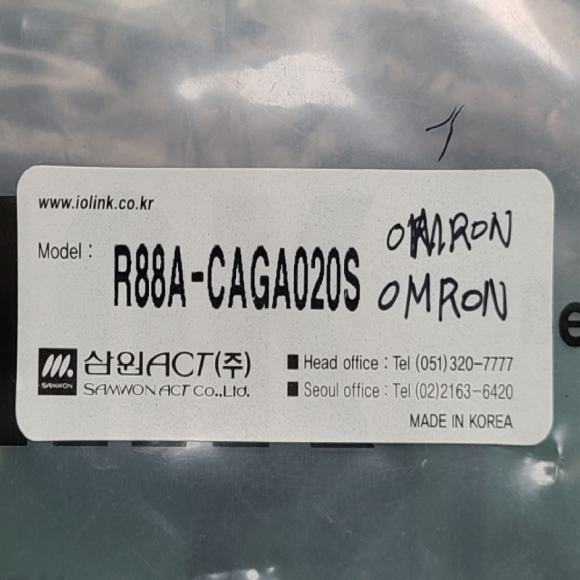 www.iolink.co.kr
Model : R88A-CAGA020S
OMRON
OMRON
SAMWON
삼원ACT(주)
SAMWON ACT Co.,Ltd.
■ Head office : Tel (051)320-7777
■ Seoul office : Tel (02)2163-6420
MADE IN KOREA
e